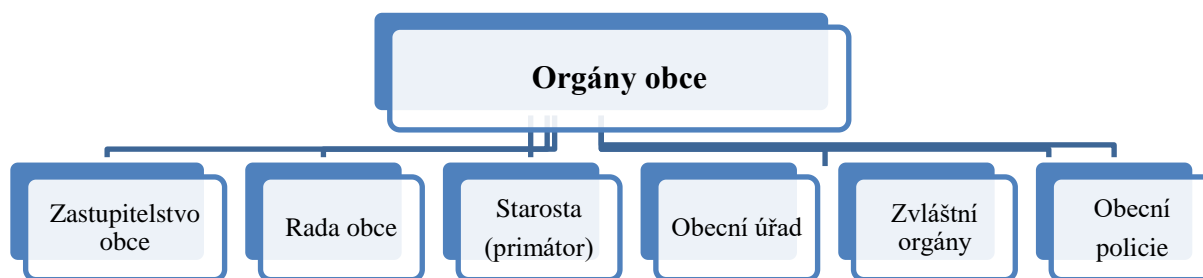 Orgány obce
Zastupitelstvo
obce
Rada obce
Starosta
(primátor)
Obecní úřad
Zvláštní
orgány
Obecní
policie